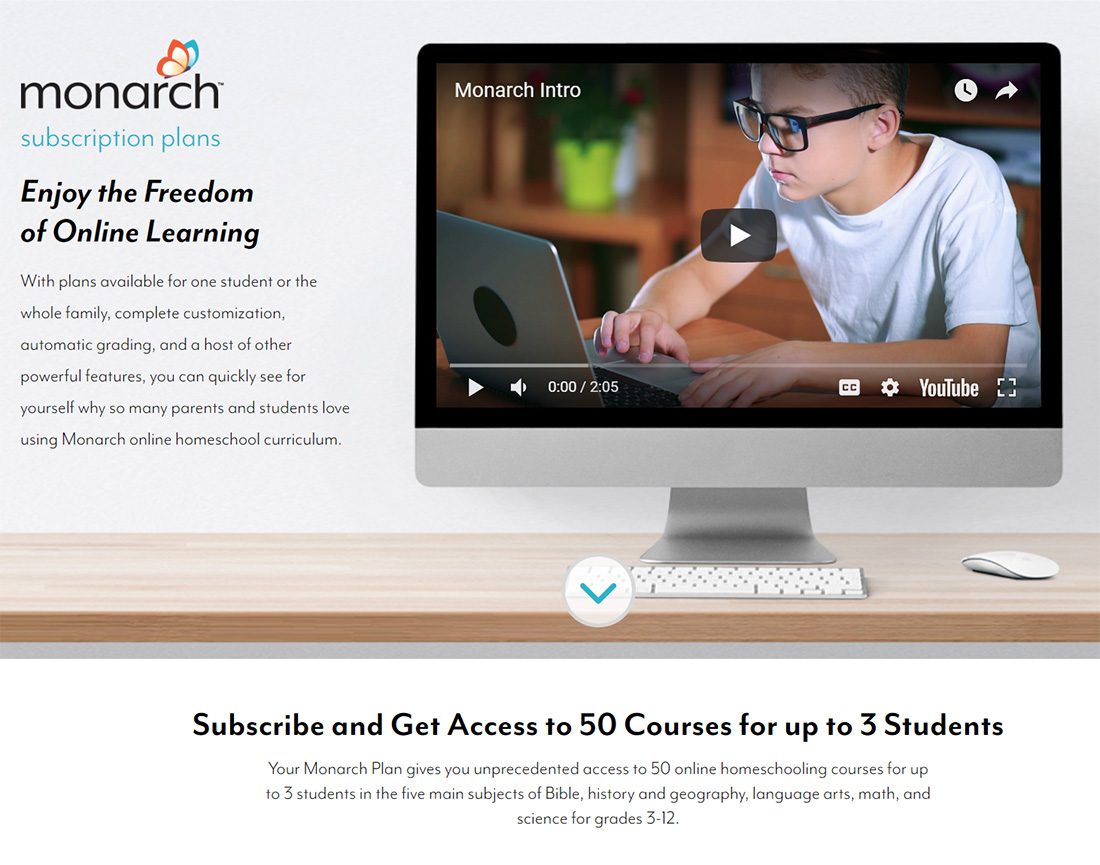 monarch™
subscription plans
Enjoy the Freedom
of Online Learning
With plans available for one student or the
whole family, complete customization,
automatic grading, and a host of other
powerful features, you can quickly see for
yourself why so many parents and students love
using Monarch online homeschool curriculum.
Monarch Intro
0:00 / 2:05
CC
YouTube
Subscribe and Get Access to 50 Courses for up to 3 Students
Your Monarch Plan gives you unprecedented access to 50 online homeschooling courses for up
to 3 students in the five main subjects of Bible, history and geography, language arts, math, and
science for grades 3-12.